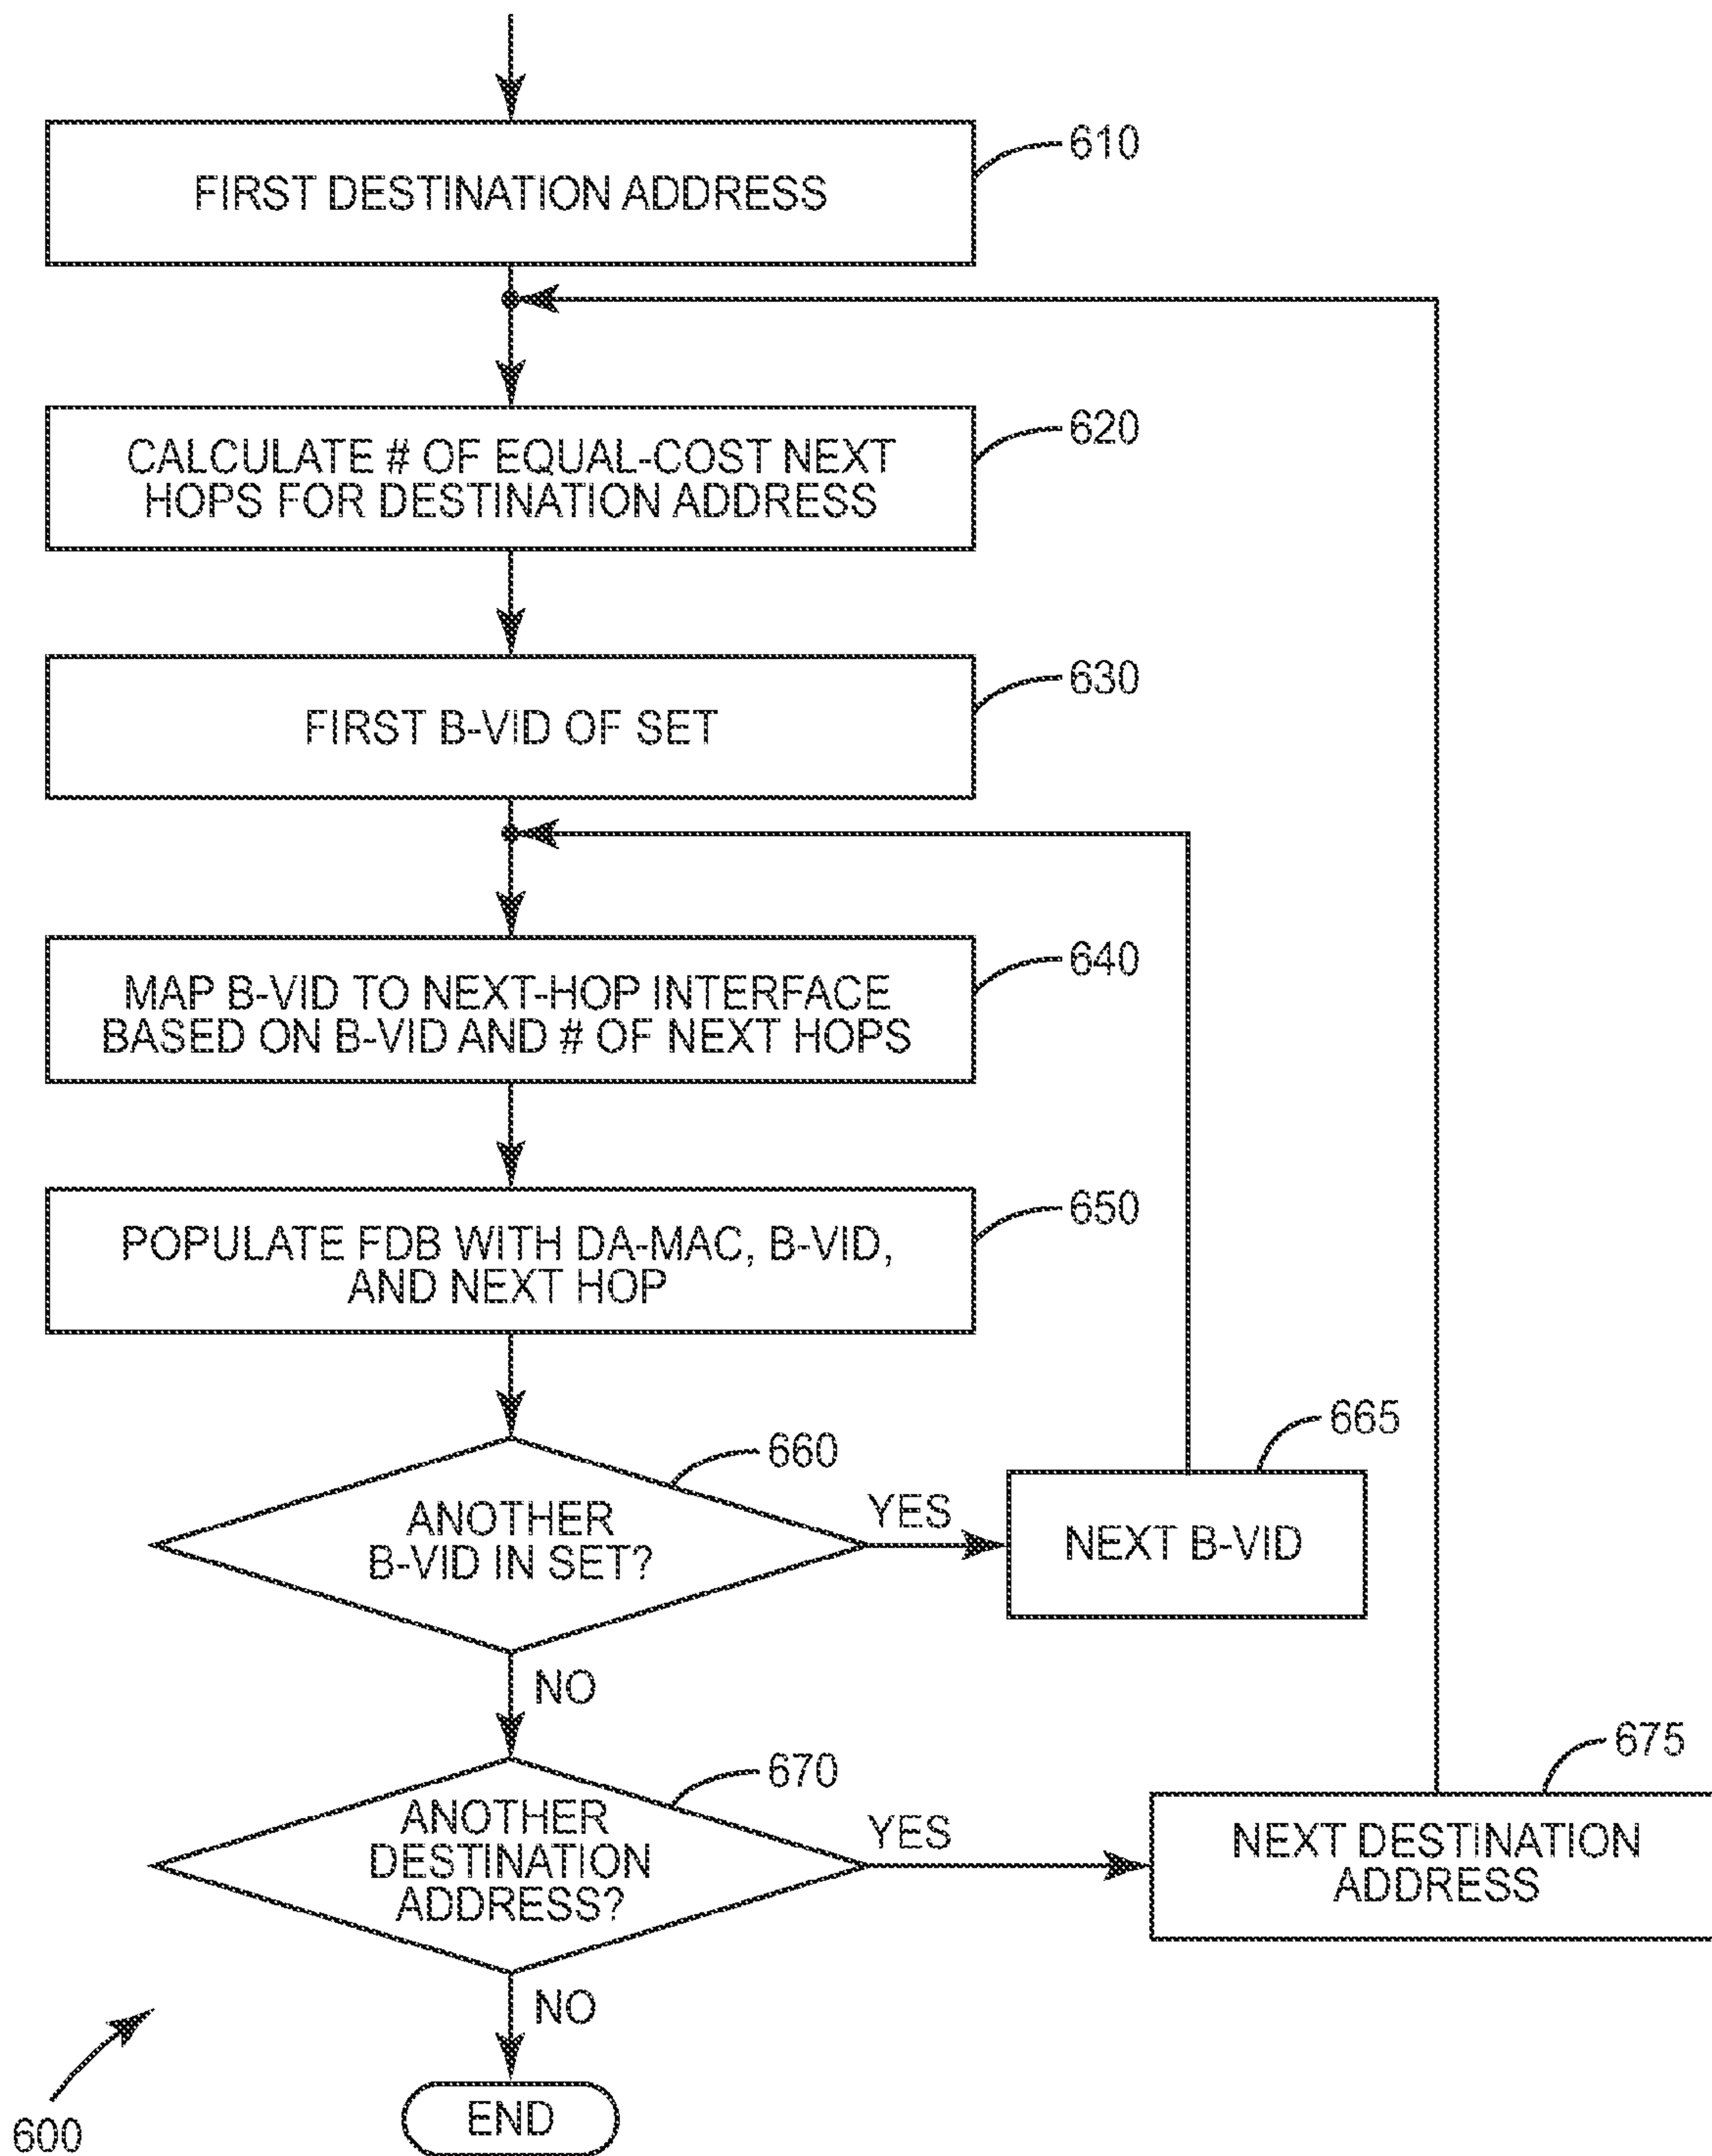 FIRST DESTINATION ADDRESS
610
CALCULATE # OF EQUAL-COST NEXT
HOPS FOR DESTINATION ADDRESS
620
FIRST B-VID OF SET
630
MAP B-VID TO NEXT-HOP INTERFACE
BASED ON B-VID AND # OF NEXT HOPS
640
POPULATE FDB WITH DA-MAC, B-VID,
AND NEXT HOP
650
ANOTHER
B-VID IN SET?
660
YES
NEXT B-VID
665
NO
ANOTHER
DESTINATION
ADDRESS?
670
YES
NEXT DESTINATION
ADDRESS
675
NO
END
600